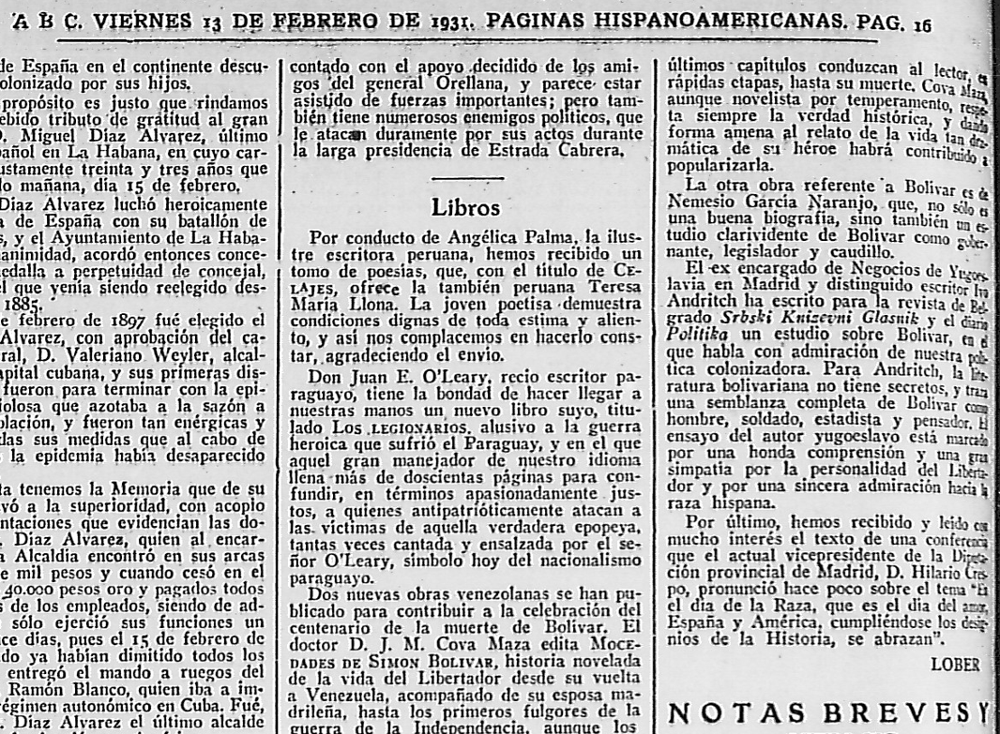 A B C. VIERNES 13 DE FEBRERO DE 1931. PAGINAS HISPANOAMERICANAS. PAG. 16
de España en el continente descu-
olonizado por sus hijos.
propósito es justo que rindamos
ebido tributo de gratitud al gran
. Miguel Díaz Alvarez, último
pañol en La Habana, en cuyo car-
ustamente treinta y tres años que
lo mañana, día 15 de febrero.
Díaz Alvarez luchó heroicamente
a de España con su batallón de
s, y el Ayuntamiento de La Haba-
animidad, acordó entonces conce-
edalla a perpetuidad de concejal,
l que venía siendo reelegido des-
1885.
e febrero de 1897 fué elegido el
Alvarez, con aprobación del ca-
ral, D. Valeriano Weyler, alcal-
apital cubana, y sus primeras dis-
fueron para terminar con la epi-
iolosa que azotaba a la sazón a
olación, y fueron tan enérgicas y
das sus medidas que al cabo de
la epidemia había desaparecido
ta tenemos la Memoria que de su
vó a la superioridad, con acopio
ntaciones que evidencian las do-
. Díaz Alvarez, quien al encar-
a Alcaldía encontró en sus arcas
e mil pesos y cuando cesó en el
40.000 pesos oro y pagados todos
s de los empleados, siendo de ad-
sólo ejerció sus funciones un
ce días, pues el 15 de febrero de
do ya habían dimitido todos los
entregó el mando a ruegos del
Ramón Blanco, quien iba a im-
régimen autonómico en Cuba. Fué,
. Díaz Alvarez el último alcalde
contado con el apoyo decidido de los ami-
gos del general Orellana, y parece estar
asistido de fuerzas importantes; pero tam-
bién tiene numerosos enemigos políticos, que
le atacan duramente por sus actos durante
la larga presidencia de Estrada Cabrera.
Libros
Por conducto de Angélica Palma, la ilus-
tre escritora peruana, hemos recibido un
tomo de poesías, que, con el título de CE-
LAJES, ofrece la también peruana Teresa
María Llona. La joven poetisa demuestra
condiciones dignas de toda estima y alien-
to, y así nos complacemos en hacerlo cons-
tar, agradeciendo el envío.
Don Juan E. O'Leary, recio escritor pa-
raguayo, tiene la bondad de hacer llegar a
nuestras manos un nuevo libro suyo, titu-
lado LOS LEGIONARIOS, alusivo a la guerra
heroica que sufrió el Paraguay, y en el que
aquel gran manejador de nuestro idioma
llena más de doscientas páginas para con-
fundir, en términos apasionadamente jus-
tos, a quienes antipatrióticamente atacan a
las víctimas de aquella verdadera epopeya,
tantas veces cantada y ensalzada por el se-
ñor O'Leary, símbolo hoy del nacionalismo
paraguayo.
Dos nuevas obras venezolanas se han pu-
blicado para contribuir a la celebración del
centenario de la muerte de Bolívar. El
doctor D. J. M. Cova Maza edita MOCE-
DADES DE SIMON BOLIVAR, historia novelada
de la vida del Libertador desde su vuelta
a Venezuela, acompañado de su esposa ma-
drileña, hasta los primeros fulgores de la
guerra de la Independencia, aunque los
últimos capítulos conduzcan al lector, en
rápidas etapas, hasta su muerte. Cova Maza,
aunque novelista por temperamento, respe-
ta siempre la verdad histórica, y dando
forma amena al relato de la vida tan dra-
mática de su héroe habrá contribuído a
popularizarla.
La otra obra referente a Bolívar es de
Nemesio García Naranjo, que, no sólo es
una buena biografía, sino también un es-
tudio clarividente de Bolívar como gober-
nante, legislador y caudillo.
El ex encargado de Negocios de Yugoes-
lavia en Madrid y distinguido escritor Ivo
Andritch ha escrito para la revista de Bel-
grado Srbski Knizevni Glasnik y el diario
Politika un estudio sobre Bolívar, en el
que habla con admiración de nuestra polí-
tica colonizadora. Para Andritch, la lite-
ratura bolivariana no tiene secretos, y traza
una semblanza completa de Bolívar como
hombre, soldado, estadista y pensador. El
ensayo del autor yugoeslavo está marcado
por una honda comprensión y una gran
simpatía por la personalidad del Liberta-
dor y por una sincera admiración hacia la
raza hispana.
Por último, hemos recibido y leído con
mucho interés el texto de una conferencia
que el actual vicepresidente de la Diputa-
ción provincial de Madrid, D. Hilario Cres-
po, pronunció hace poco sobre el tema "En
el día de la Raza, que es el día del amor,
España y América, cumpliéndose los desig-
nios de la Historia, se abrazan".
LOBER
NOTAS BREVES Y